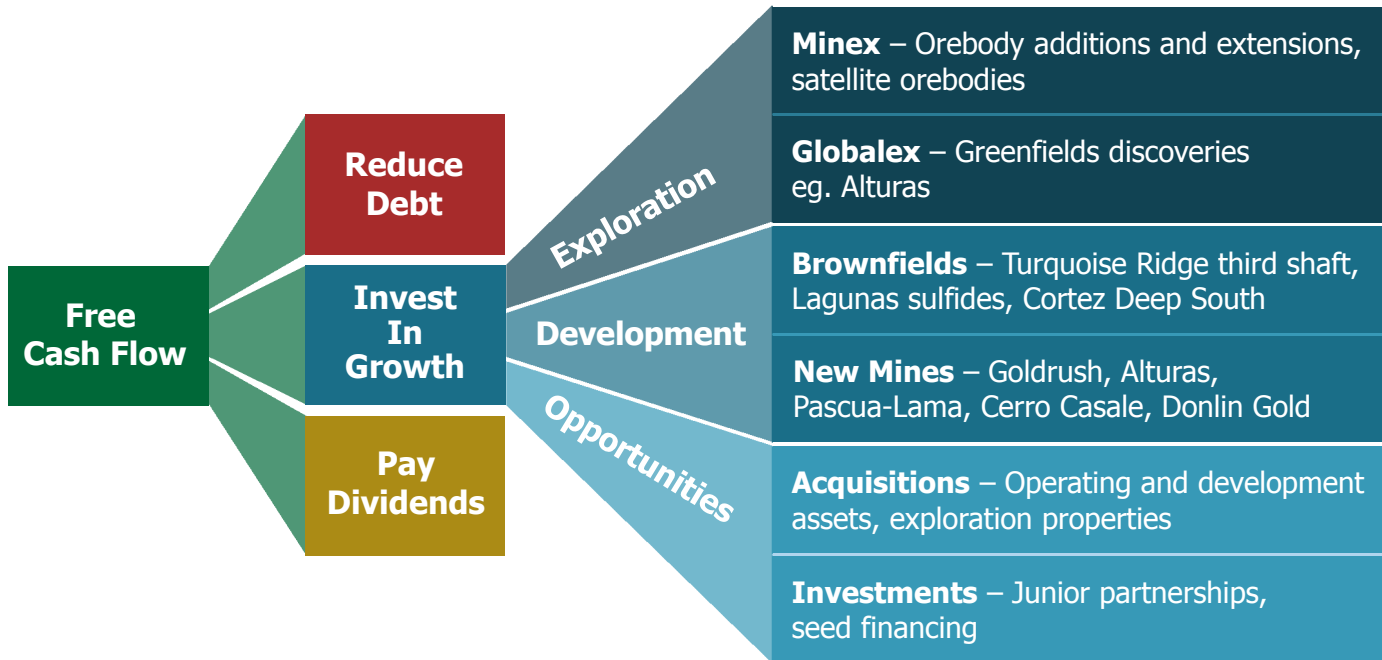 Free
Cash Flow
Reduce
Debt
Invest
In
Growth
Pay
Dividends
Exploration
Development
Opportunities
Minex – Orebody additions and extensions,
satellite orebodies
Globalex – Greenfields discoveries
eg. Alturas
Brownfields – Turquoise Ridge third shaft,
Lagunas sulfides, Cortez Deep South
New Mines – Goldrush, Alturas,
Pascua-Lama, Cerro Casale, Donlin Gold
Acquisitions – Operating and development
assets, exploration properties
Investments – Junior partnerships,
seed financing